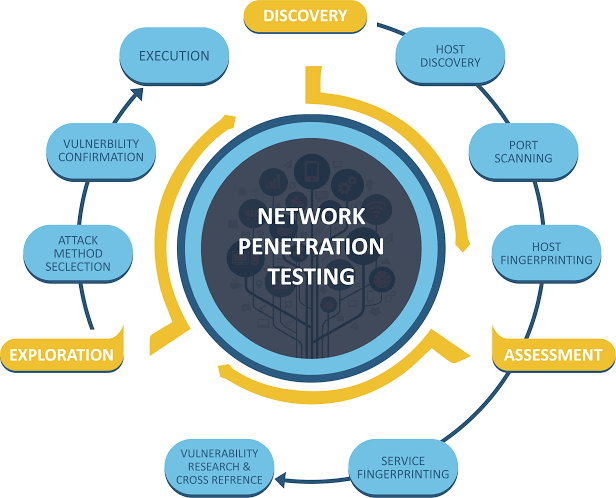 DISCOVERY
HOST
DISCOVERY
PORT
SCANNING
HOST
FINGERPRINTING
ASSESSMENT
SERVICE
FINGERPRINTING
VULNERABILITY
RESEARCH &
CROSS REFRENCE
EXPLORATION
ATTACK
METHOD
SECLECTION
VULNERBILITY
CONFIRMATION
EXECUTION
NETWORK
PENETRATION
TESTING